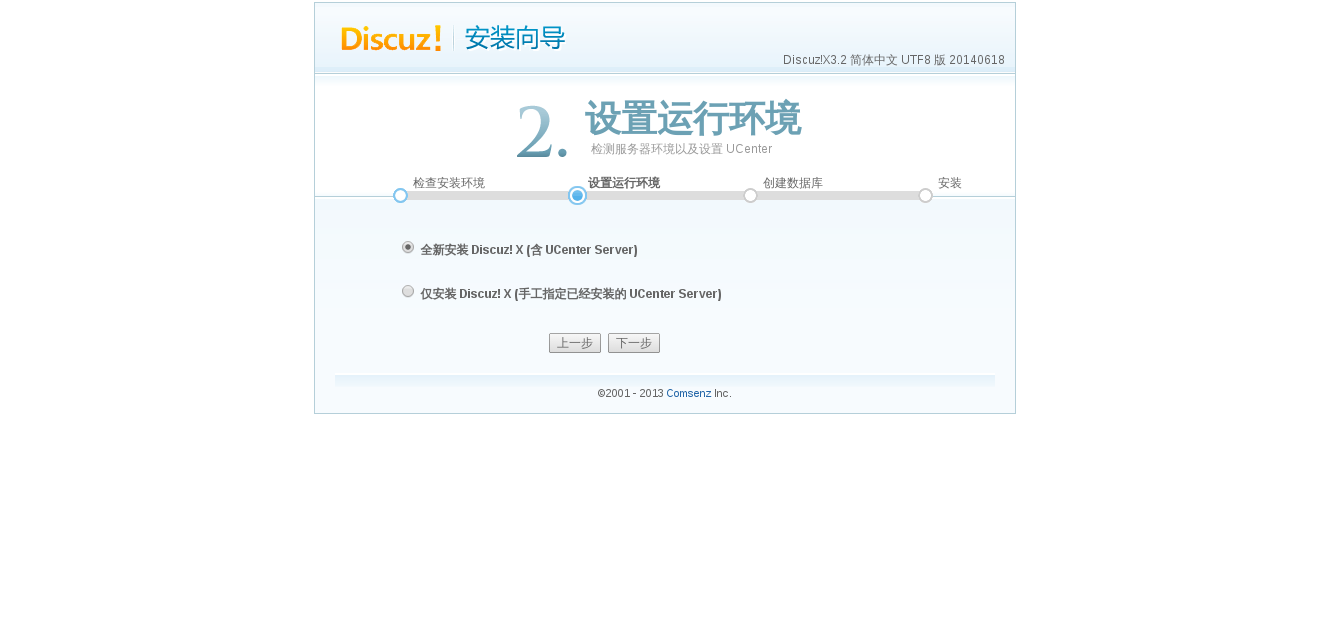 Discuz! 安装向导
Discuz!X3.2 简体中文 UTF8 版 20140618
2. 设置运行环境
检测服务器环境以及设置 UCenter
检查安装环境 设置运行环境 创建数据库 安装
全新安装 Discuz! X (含 UCenter Server)
仅安装 Discuz! X (手工指定已经安装的 UCenter Server)
上一步 下一步
©2001 - 2013 Comsenz Inc.